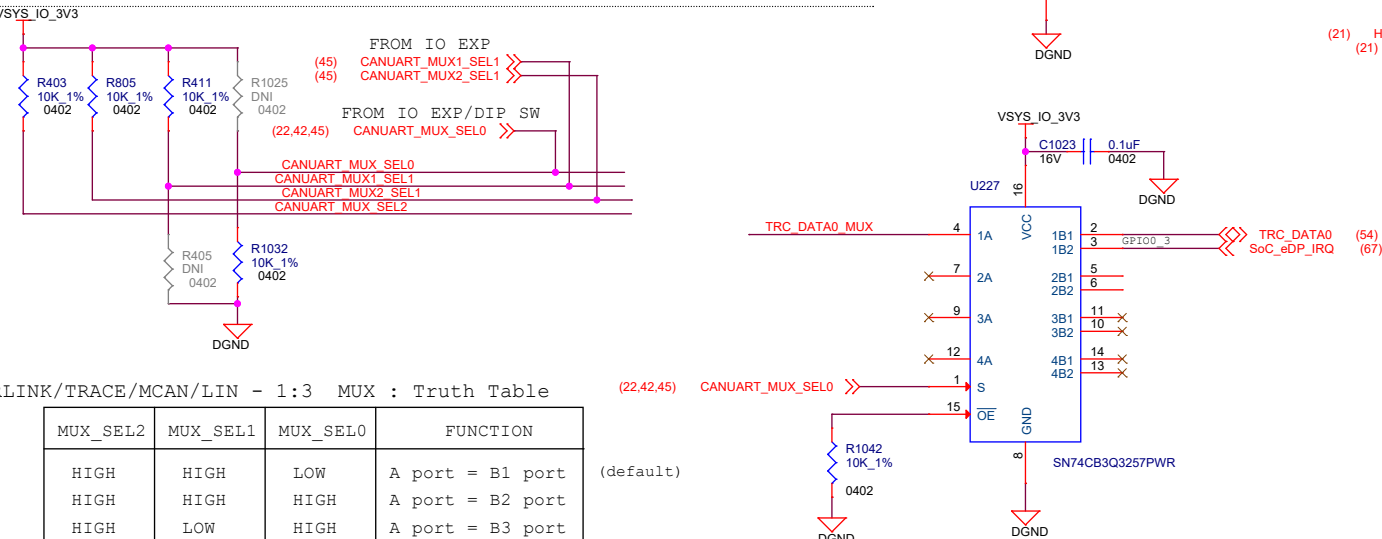 VSYS_IO_3V3
R403
10K_1%
0402
R805
10K_1%
0402
R411
10K_1%
0402
R1025
DNI
0402
FROM IO EXP
(45) CANUART_MUX1_SEL1
(45) CANUART_MUX2_SEL1
FROM IO EXP/DIP SW
(22,42,45) CANUART_MUX_SEL0
CANUART_MUX_SEL0
CANUART_MUX1_SEL1
CANUART_MUX2_SEL1
CANUART_MUX_SEL2
R405
DNI
0402
R1032
10K_1%
0402
DGND
DGND
(21) H
(21)
VSYS_IO_3V3
C1023 0.1uF
16V 0402
DGND
U227
16
VCC
TRC_DATA0_MUX 4 1A 1B1 2 TRC_DATA0 (54)
1B2 3 GPIO0_3 SoC_eDP_IRQ (67)
7 2A 2B1 5
2B2 6
9 3A 3B1 11
3B2 10
12 4A 4B1 14
4B2 13
(22,42,45) CANUART_MUX_SEL0 1 S
15 OE
GND
8
SN74CB3Q3257PWR
R1042
10K_1%
0402
DGND
DGND
LINK/TRACE/MCAN/LIN - 1:3 MUX : Truth Table
MUX_SEL2 MUX_SEL1 MUX_SEL0 FUNCTION
HIGH HIGH LOW A port = B1 port (default)
HIGH HIGH HIGH A port = B2 port
HIGH LOW HIGH A port = B3 port